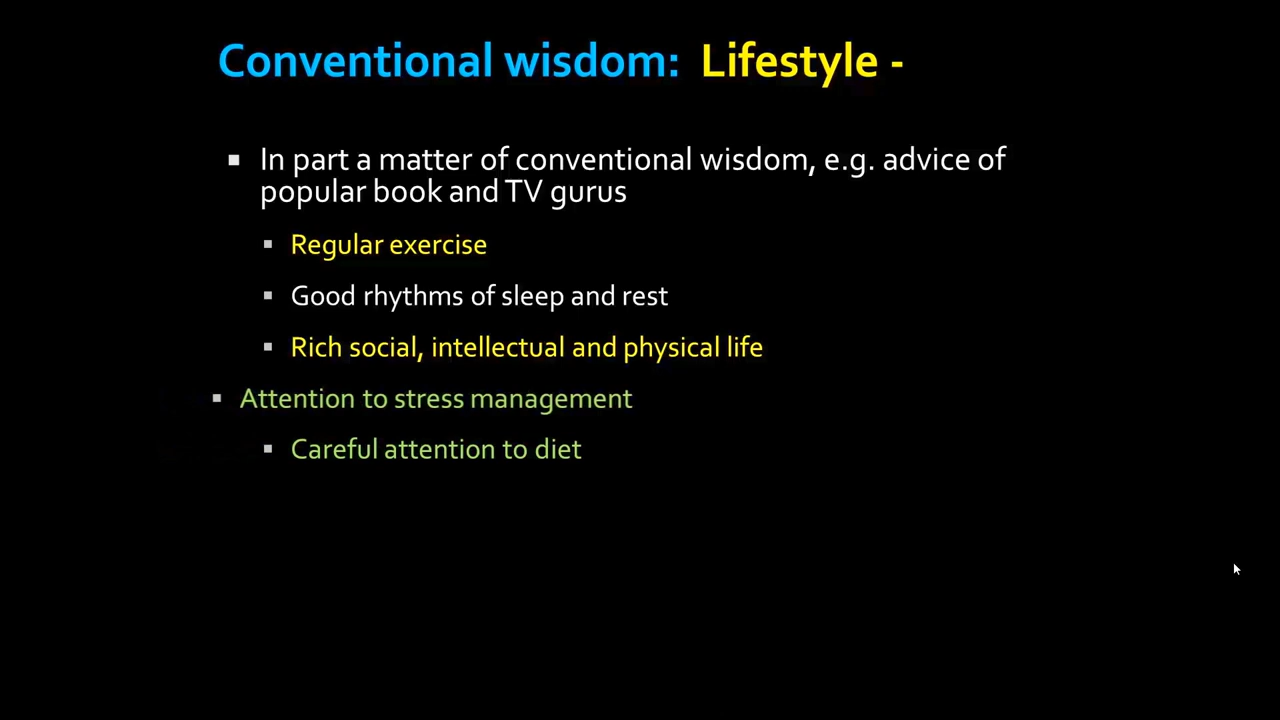 Conventional wisdom: Lifestyle -
▪ In part a matter of conventional wisdom, e.g. advice of
popular book and TV gurus
▪ Regular exercise
▪ Good rhythms of sleep and rest
▪ Rich social, intellectual and physical life
▪ Attention to stress management
▪ Careful attention to diet